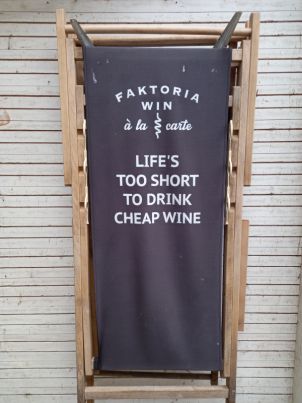 FAKTORIA
WIN
à la carte
LIFE'S
TOO SHORT
TO DRINK
CHEAP WINE